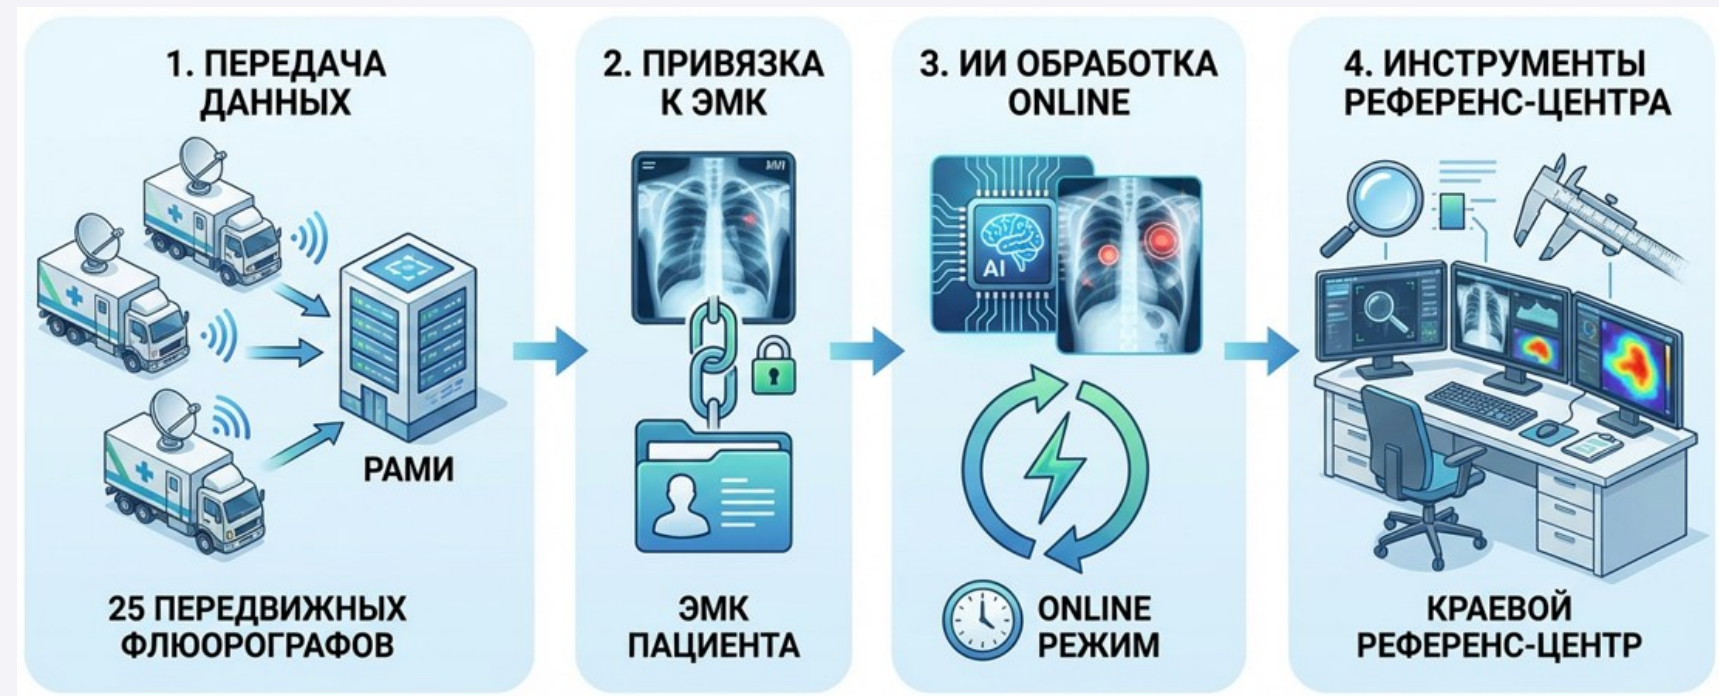 1. ПЕРЕДАЧА
ДАННЫХ
РАМИ
25 ПЕРЕДВИЖНЫХ
ФЛЮОРОГРАФОВ
2. ПРИВЯЗКА
К ЭМК
ЭМК
ПАЦИЕНТА
3. ИИ ОБРАБОТКА
ONLINE
AI
ONLINE
РЕЖИМ
4. ИНСТРУМЕНТЫ
РЕФЕРЕНС-ЦЕНТРА
КРАЕВОЙ
РЕФЕРЕНС-ЦЕНТР